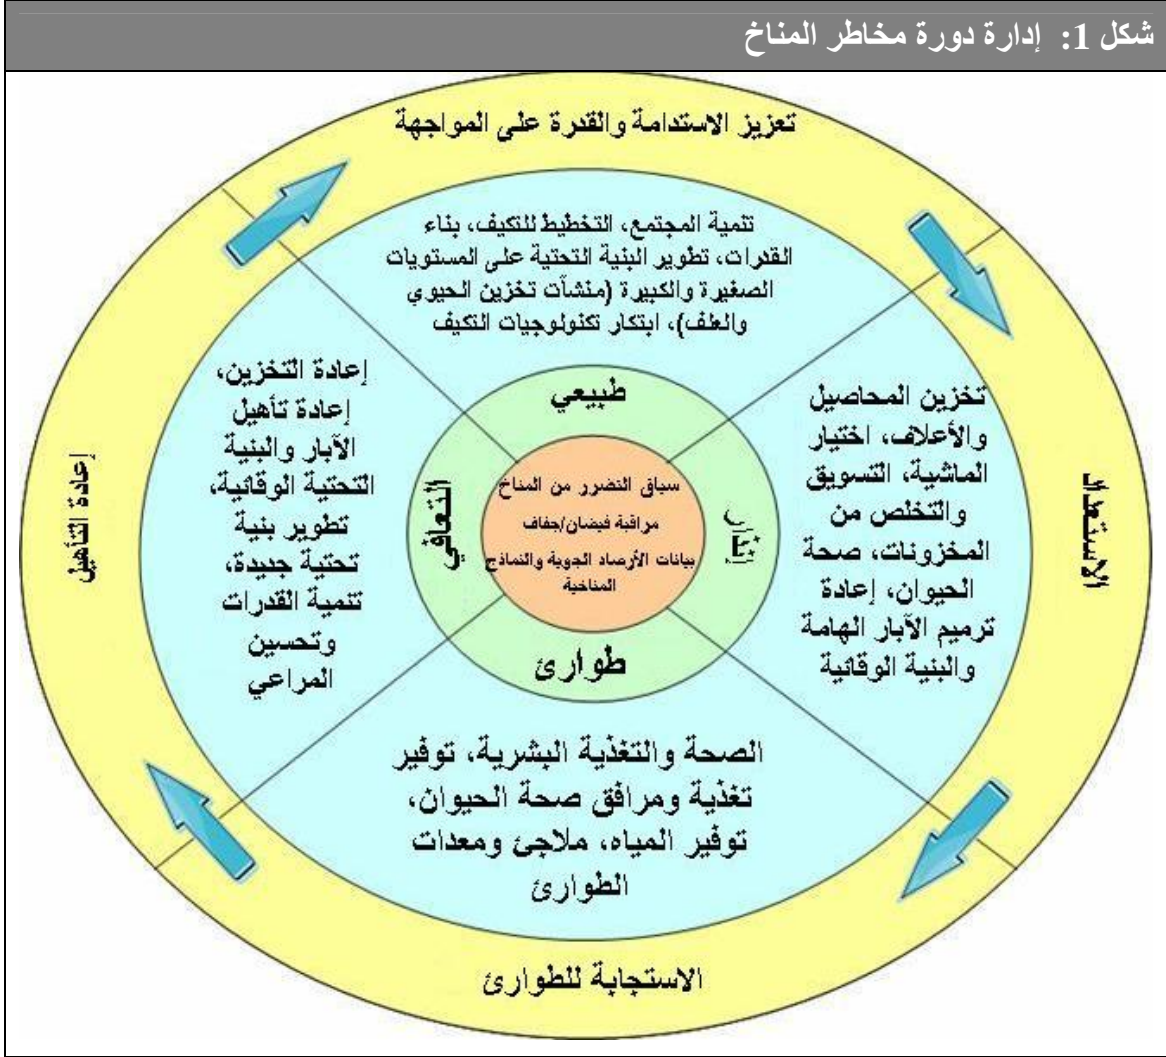 شكل 1: إدارة دورة مخاطر المناخ
تعزيز الاستدامة والقدرة على المواجهة
تنمية المجتمع، التخطيط للتكيف، بناء
القدرات، تطوير البنية التحتية على المستويات
الصغيرة والكبيرة (منشآت تخزين الحيوي
والعلف)، ابتكار تكنولوجيات التكيف
الاستعداد
تخزين المحاصيل
والأعلاف، اختيار
الماشية، التسويق
والتخلص من
المخزونات، صحة
الحيوان، إعادة
ترميم الآبار الهامة
والبنية الوقائية
طبيعي
إنذار
طوارئ
التعافي
سياق التضرر من المناخ
مراقبة فيضان/جفاف
بيانات الأرصاد الجوية والنماذج
المناخية
إعادة التخزين،
إعادة تأهيل
الآبار والبنية
التحتية الوقائية،
تطوير بنية
تحتية جديدة،
تنمية القدرات
وتحسين
المراعي
إعادة التأهيل
الصحة والتغذية البشرية، توفير
تغذية ومرافق صحة الحيوان،
توفير المياه، ملاجئ ومعدات
الطوارئ
الاستجابة للطوارئ